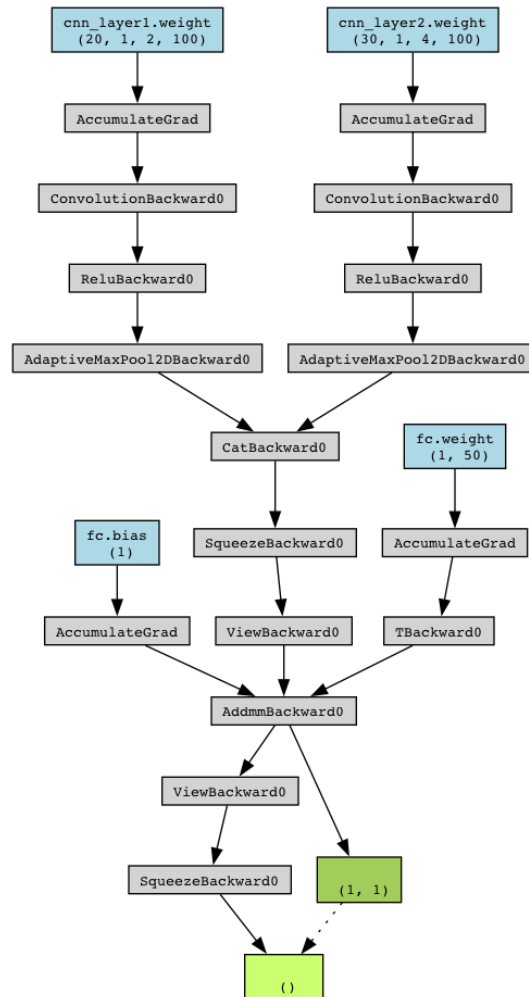 cnn_layer1.weight
(20, 1, 2, 100)
cnn_layer2.weight
(30, 1, 4, 100)
AccumulateGrad
AccumulateGrad
ConvolutionBackward0
ConvolutionBackward0
ReluBackward0
ReluBackward0
AdaptiveMaxPool2DBackward0
AdaptiveMaxPool2DBackward0
CatBackward0
fc.weight
(1, 50)
fc.bias
(1)
SqueezeBackward0
AccumulateGrad
AccumulateGrad
ViewBackward0
TBackward0
AddmmBackward0
ViewBackward0
SqueezeBackward0
(1, 1)
()